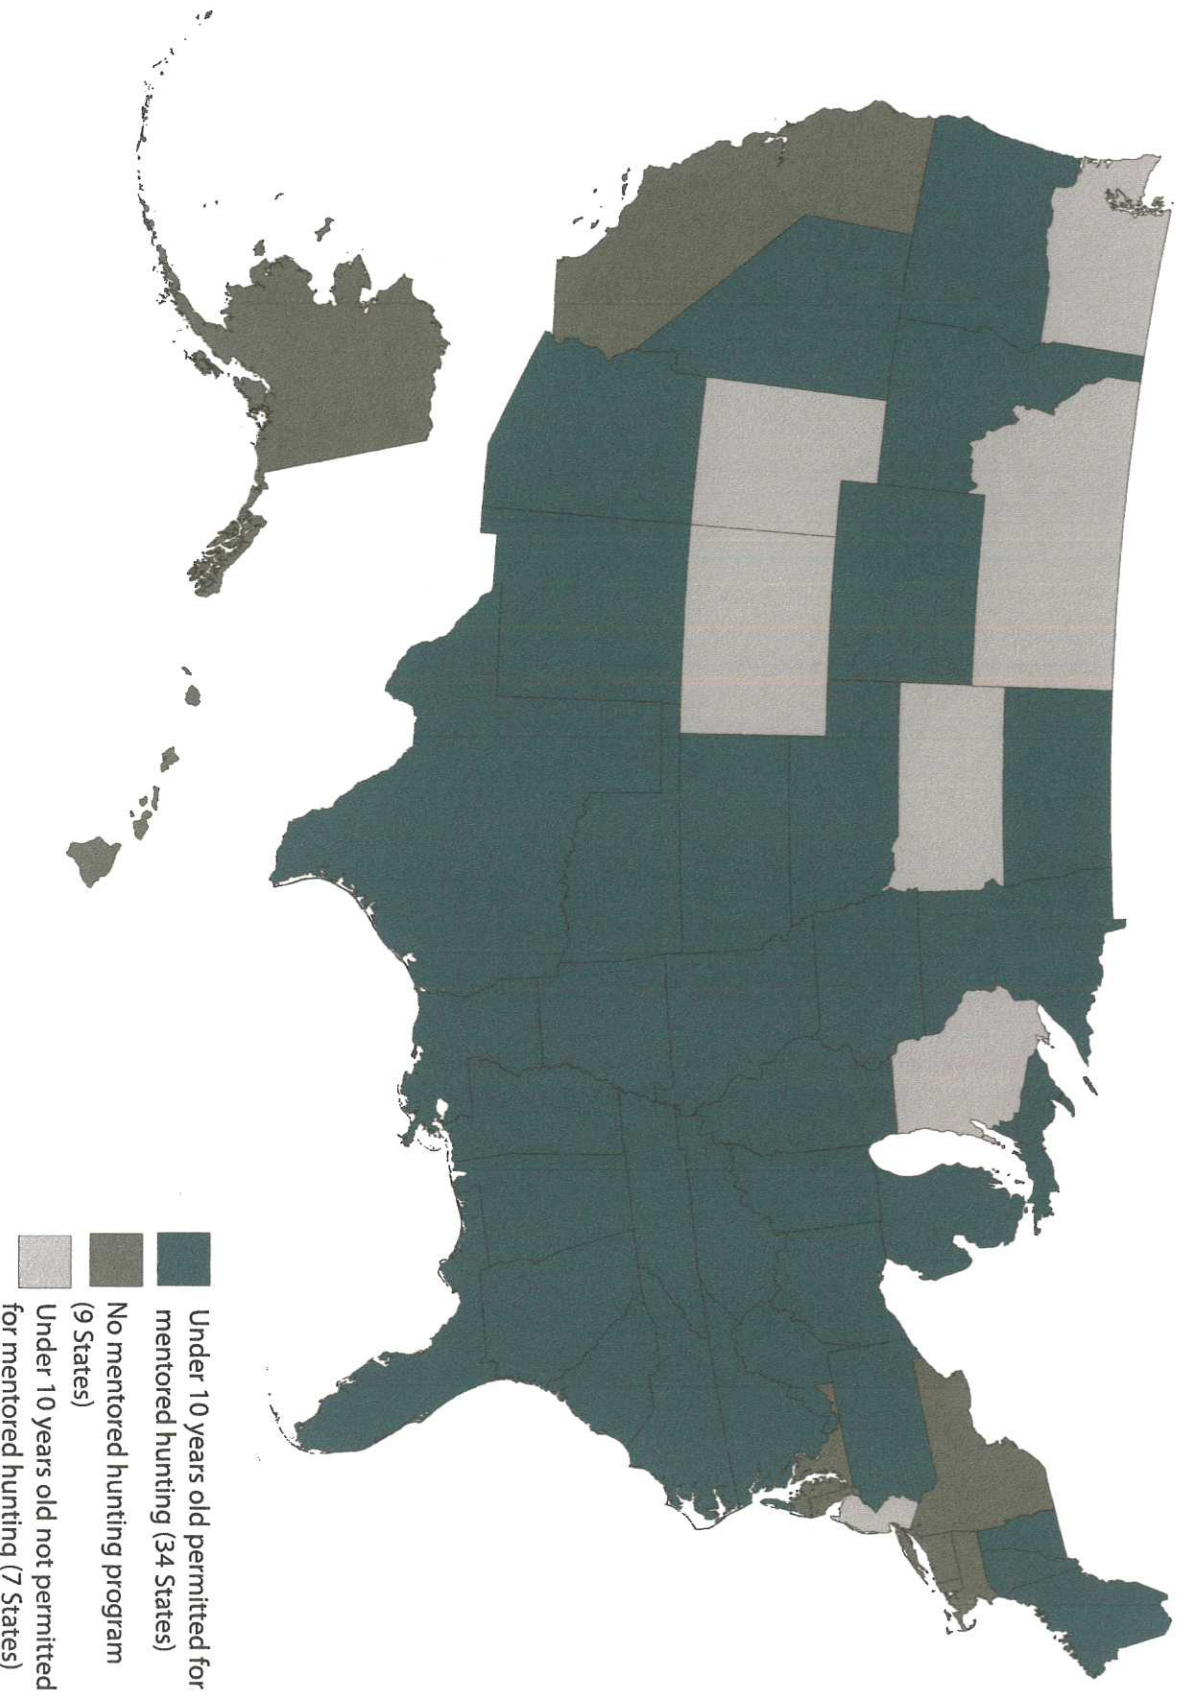 Under 10 years old permitted for
mentored hunting (34 States)
No mentored hunting program
(9 States)
Under 10 years old not permitted
for mentored hunting (7 States)